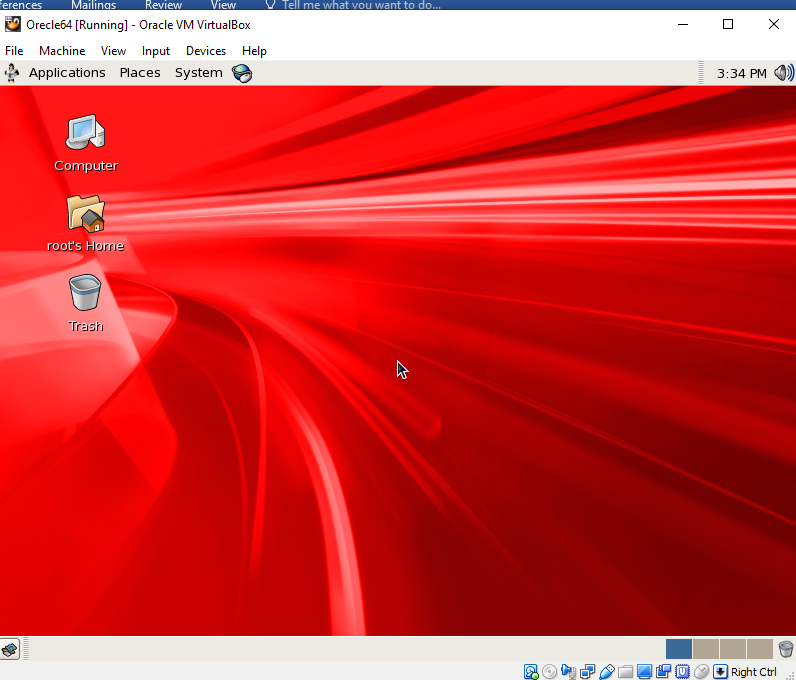 ferences Mailings Review View Tell me what you want to do...
Orecle64 [Running] - Oracle VM VirtualBox
File Machine View Input Devices Help
Applications Places System 3:34 PM
Computer
root's Home
Trash
Right Ctrl